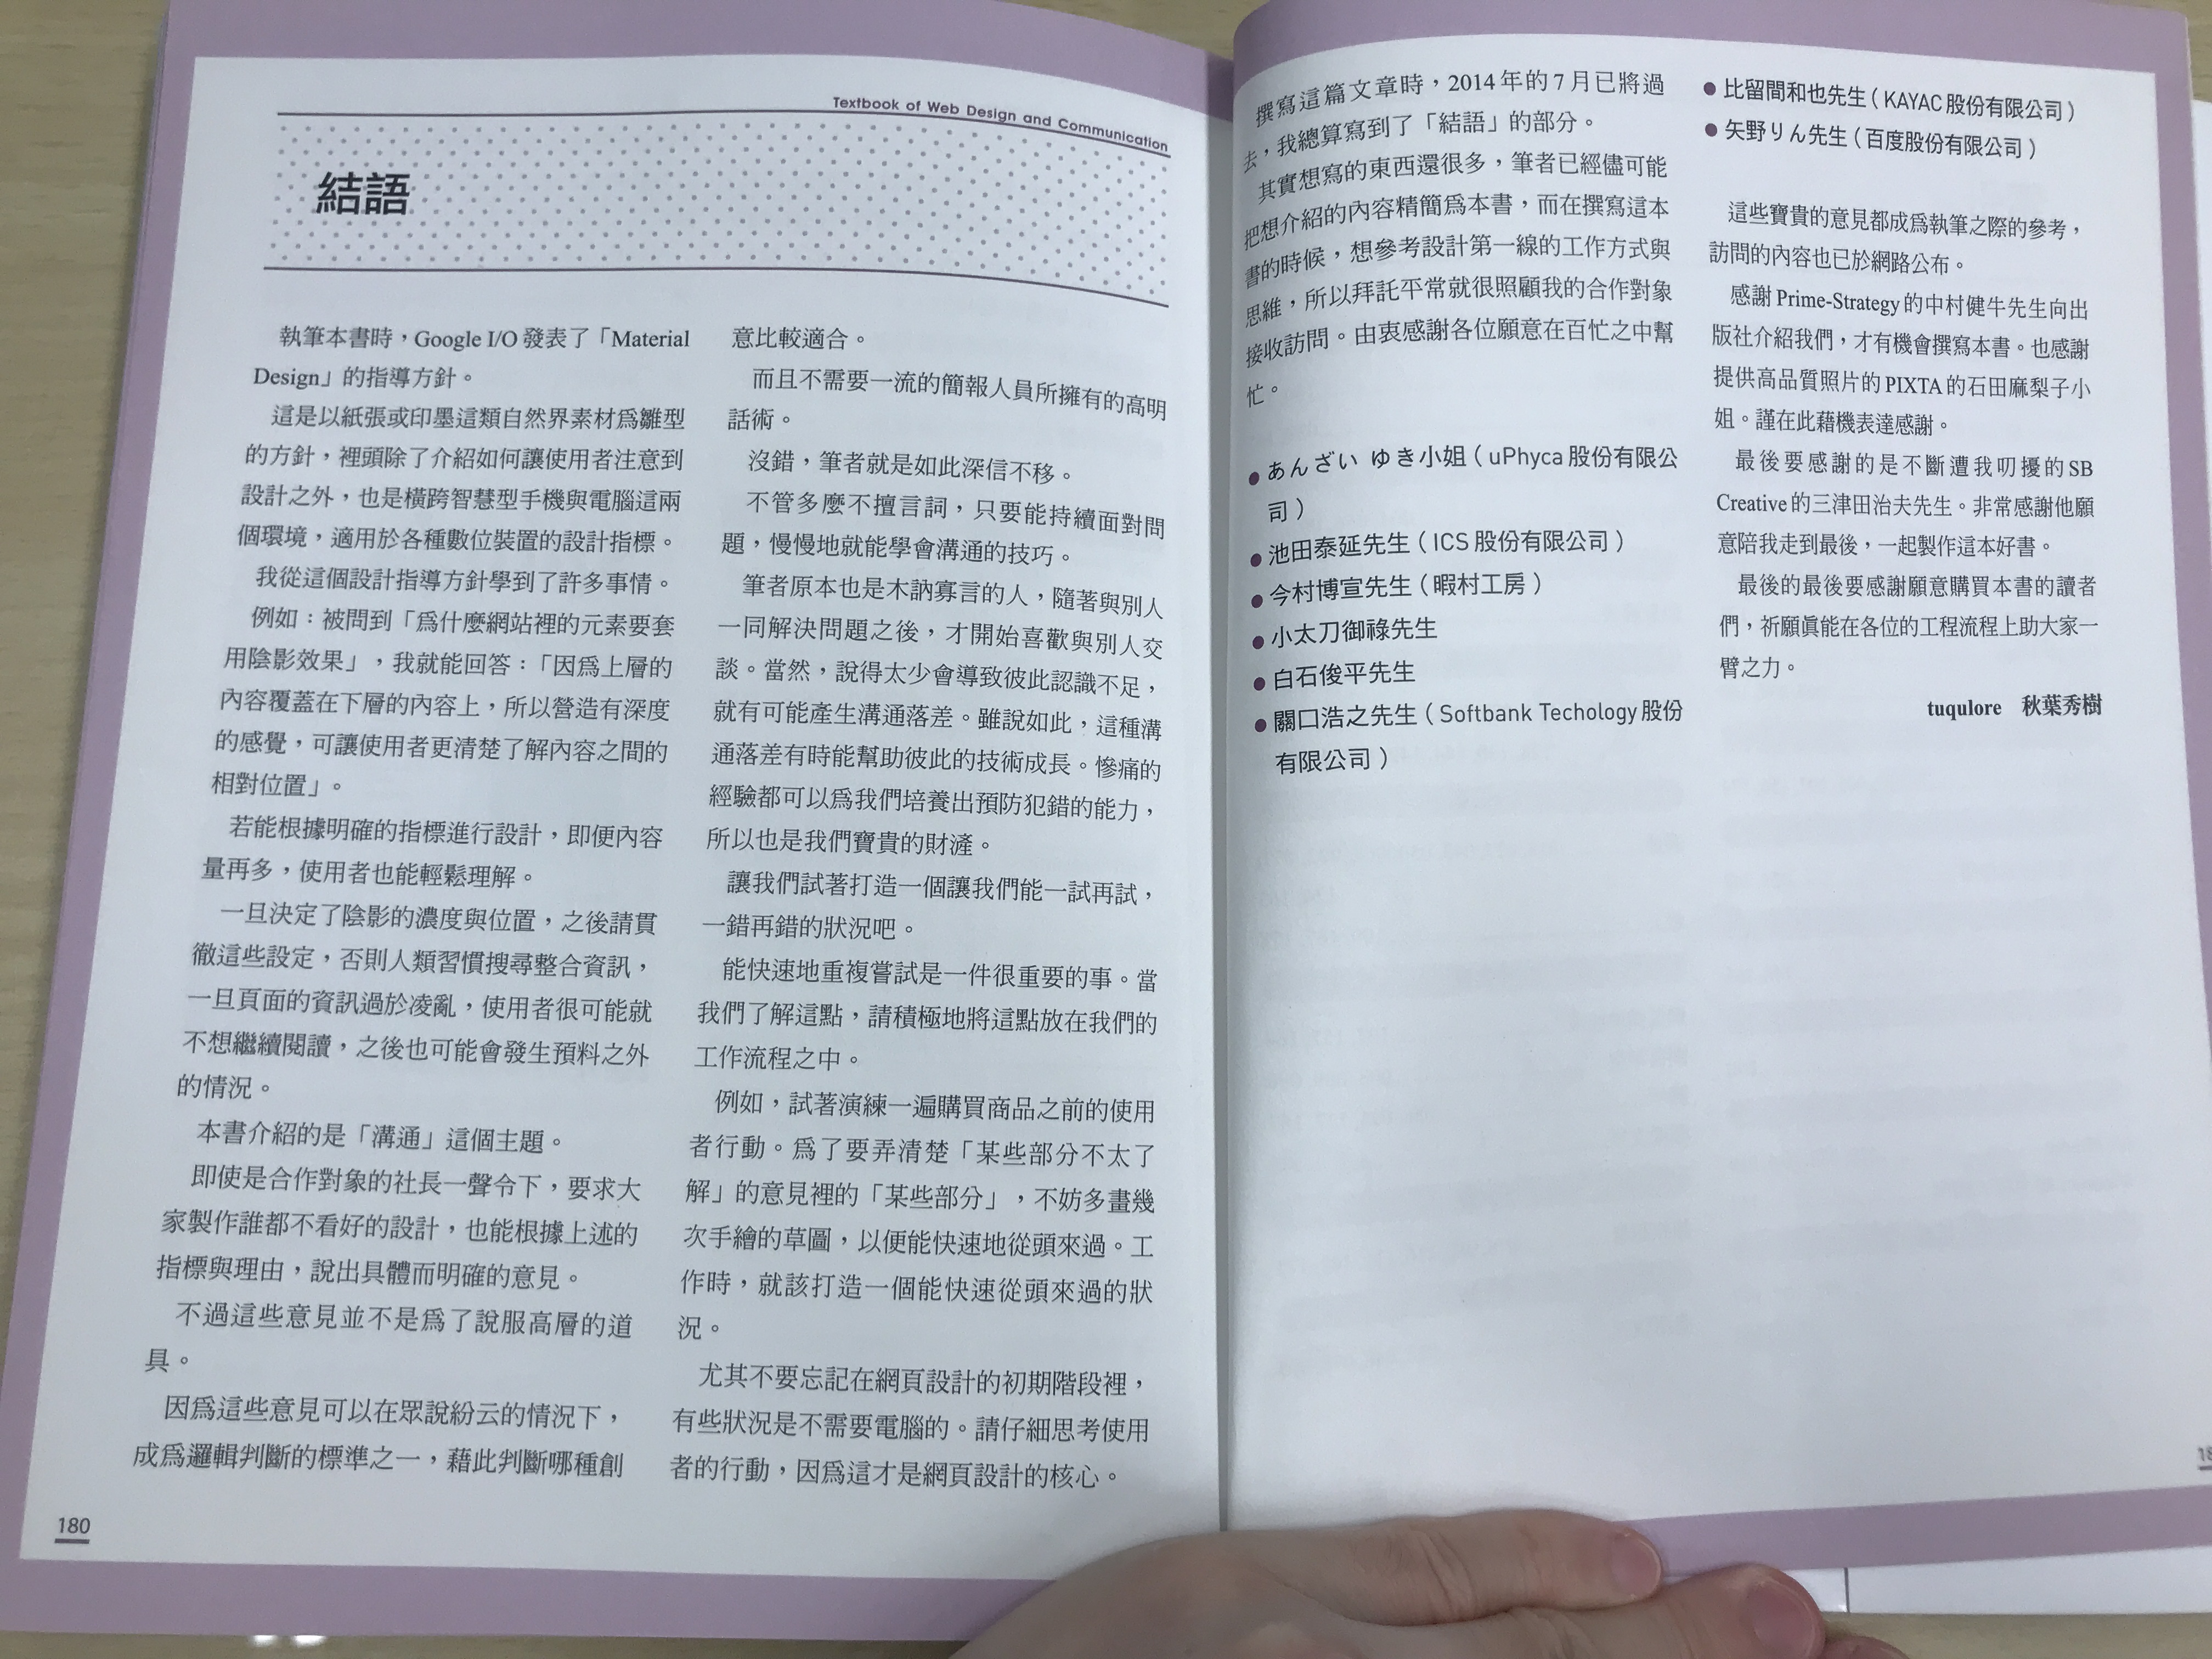 Textbook of Web Design and Communication
結語
執筆本書時，Google I/O 發表了「Material
Design」的指導方針。
這是以紙張或印墨這類自然界素材為雛型
的方針，裡頭除了介紹如何讓使用者注意到
設計之外，也是橫跨智慧型手機與電腦這兩
個環境，適用於各種數位裝置的設計指標。
我從這個設計指導方針學到了許多事情。
例如：被問到「為什麼網站裡的元素要套
用陰影效果」，我就能回答：「因為上層的
內容覆蓋在下層的內容上，所以營造有深度
的感覺，可讓使用者更清楚了解內容之間的
相對位置」。
若能根據明確的指標進行設計，即便內容
量再多，使用者也能輕鬆理解。
一旦決定了陰影的濃度與位置，之後請貫
徹這些設定，否則人類習慣搜尋整合資訊，
一旦頁面的資訊過於凌亂，使用者很可能就
不想繼續閱讀，之後也可能會發生預料之外
的情況。
本書介紹的是「溝通」這個主題。
即使是合作對象的社長一聲令下，要求大
家製作誰都不看好的設計，也能根據上述的
指標與理由，說出具體而明確的意見。
不過這些意見並不是為了說服高層的道
具。
因為這些意見可以在眾說紛云的情況下，
成為邏輯判斷的標準之一，藉此判斷哪種創
180
意比較適合。
而且不需要一流的簡報人員所擁有的高明
話術。
沒錯，筆者就是如此深信不移。
不管多麼不擅言詞，只要能持續面對問
題，慢慢地就能學會溝通的技巧。
筆者原本也是木訥寡言的人，隨著與別人
一同解決問題之後，才開始喜歡與別人交
談。當然，說得太少會導致彼此認識不足，
就有可能產生溝通落差。雖說如此，這種溝
通落差有時能幫助彼此的技術成長。慘痛的
經驗都可以為我們培養出預防犯錯的能力，
所以也是我們寶貴的財滻。
讓我們試著打造一個讓我們能一試再試，
一錯再錯的狀況吧。
能快速地重複嘗試是一件很重要的事。當
我們了解這點，請積極地將這點放在我們的
工作流程之中。
例如，試著演練一遍購買商品之前的使用
者行動。為了要弄清楚「某些部分不太了
解」的意見裡的「某些部分」，不妨多畫幾
次手繪的草圖，以便能快速地從頭來過。工
作時，就該打造一個能快速從頭來過的狀
況。
尤其不要忘記在網頁設計的初期階段裡，
有些狀況是不需要電腦的。請仔細思考使用
者的行動，因為這才是網頁設計的核心。
撰寫這篇文章時，2014 年的 7 月已將過
去，我總算寫到了「結語」的部分。
其實想寫的東西還很多，筆者已經儘可能
把想介紹的內容精簡為本書，而在撰寫這本
書的時候，想參考設計第一線的工作方式與
思維，所以拜託平常就很照顧我的合作對象
接收訪問。由衷感謝各位願意在百忙之中幫
忙。
● あんざい ゆき小姐（uPhyca 股份有限公
司）
● 池田泰延先生（ICS 股份有限公司）
● 今村博宣先生（暇村工房）
● 小太刀御祿先生
● 白石俊平先生
● 關口浩之先生（Softbank Techology 股份
有限公司）
● 比留間和也先生（KAYAC 股份有限公司）
● 矢野りん先生（百度股份有限公司）
這些寶貴的意見都成為執筆之際的參考，
訪問的內容也已於網路公布。
感謝 Prime-Strategy 的中村健牛先生向出
版社介紹我們，才有機會撰寫本書。也感謝
提供高品質照片的 PIXTA 的石田麻梨子小
姐。謹在此藉機表達感謝。
最後要感謝的是不斷遭我叨擾的 SB
Creative 的三津田治夫先生。非常感謝他願
意陪我走到最後，一起製作這本好書。
最後的最後要感謝願意購買本書的讀者
們，祈願真能在各位的工程流程上助大家一
臂之力。
tuqulore 秋葉秀樹